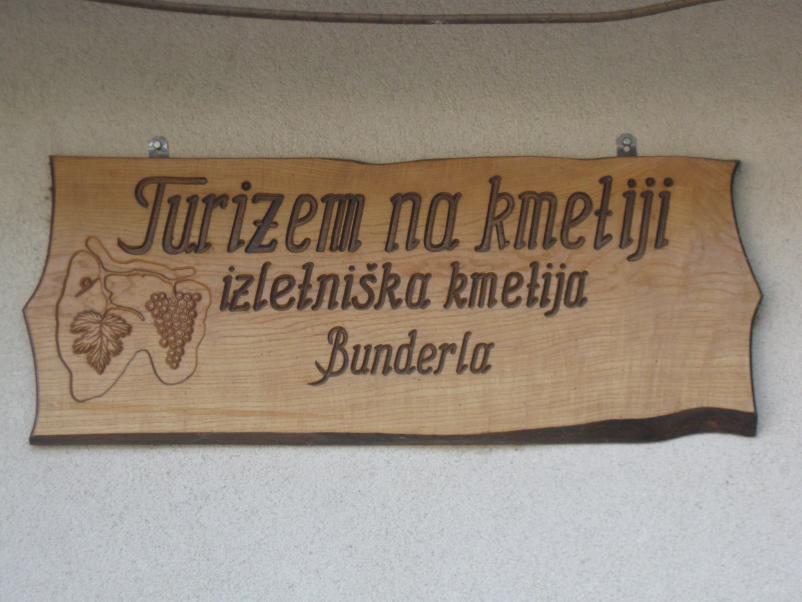 Turizem na kmetiji
izletniška kmetija
Bunderla